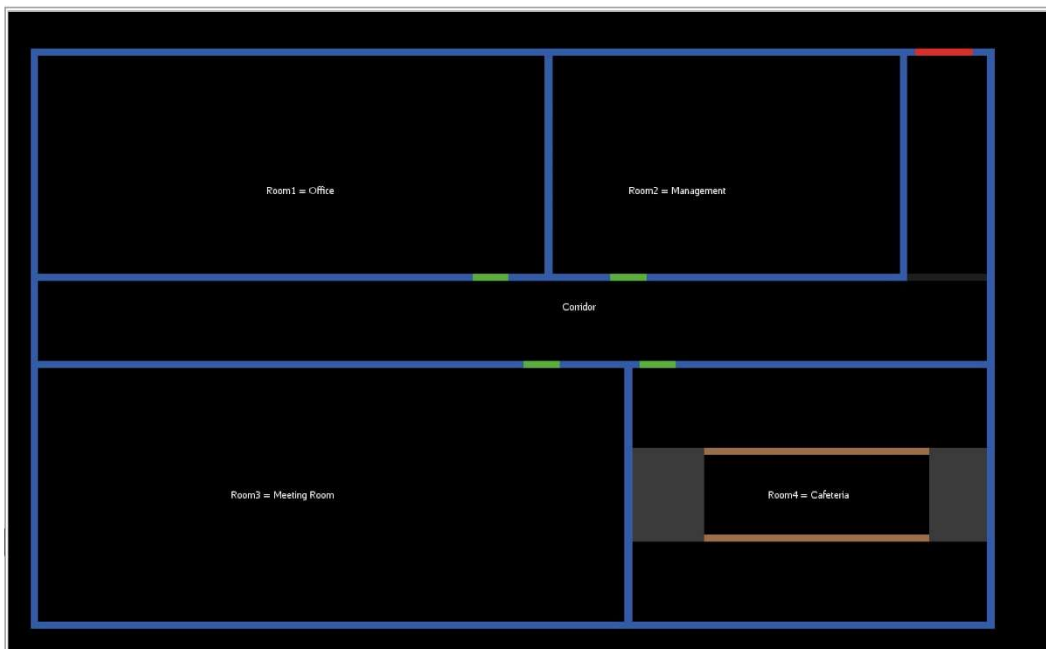 Room1 = Office
Room2 = Management
Corridor
Room3 = Meeting Room
Room4 = Cafeteria